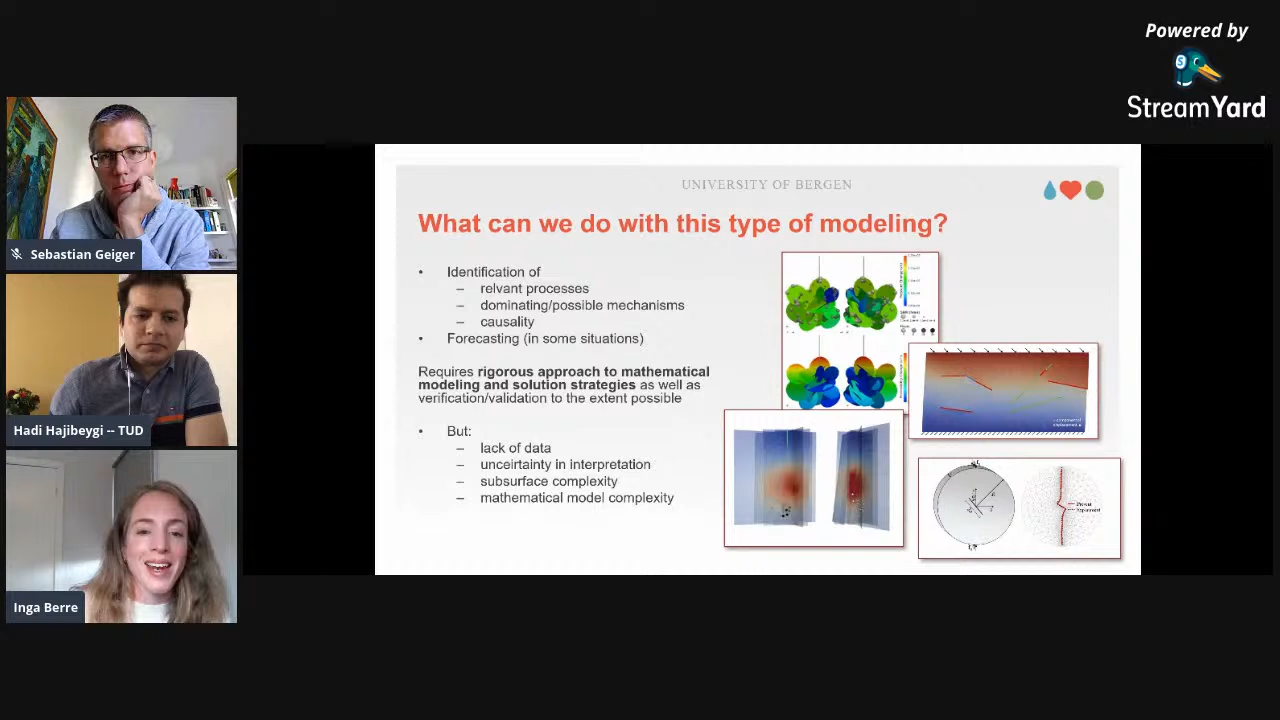 Powered by
StreamYard
Sebastian Geiger
Hadi Hajibeygi -- TUD
Inga Berre
UNIVERSITY OF BERGEN
What can we do with this type of modeling?
• Identification of
– relvant processes
– dominating/possible mechanisms
– causality
• Forecasting (in some situations)
Requires rigorous approach to mathematical
modeling and solution strategies as well as
verification/validation to the extent possible
• But:
– lack of data
– unceirtainty in interpretation
– subsurface complexity
– mathematical model complexity